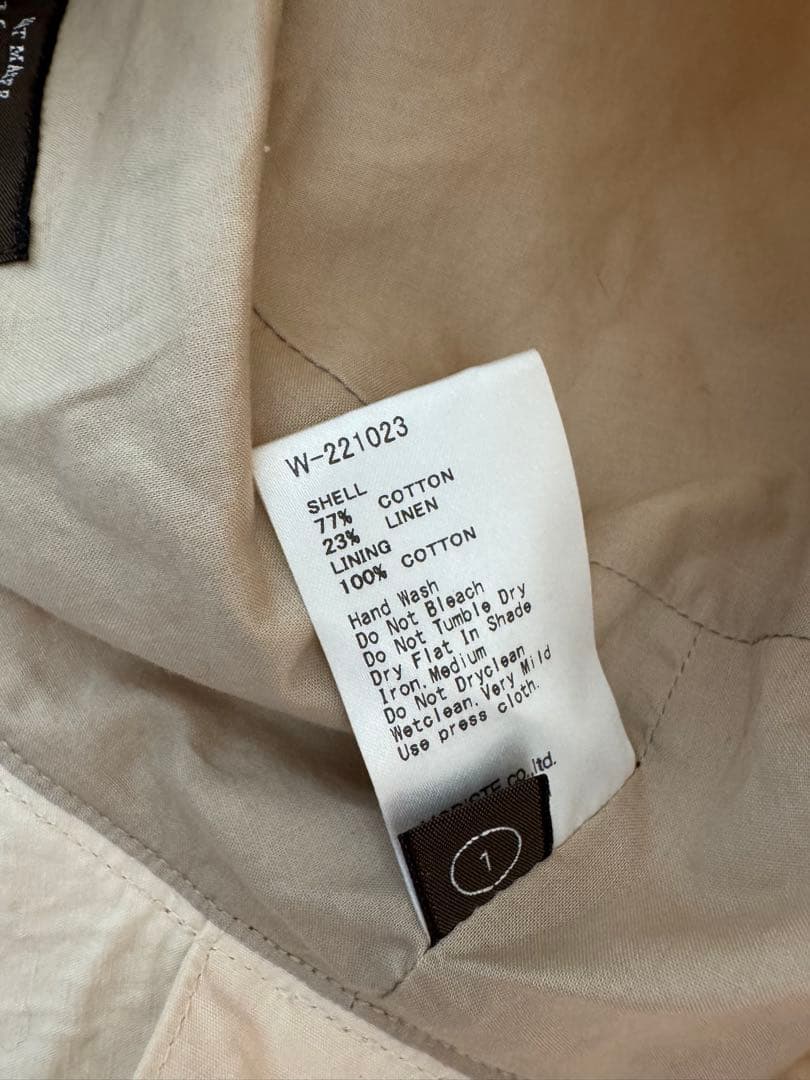 W-221023
SHELL
77% COTTON
23% LINEN
LINING
100% COTTON
Hand Wash
Do Not Bleach
Do Not Tumble Dry
Dry Flat In Shade
Iron.Medium
Do Not Dryclean
Wetclean.Very Mild
Use press cloth.
CO.,ltd.
1